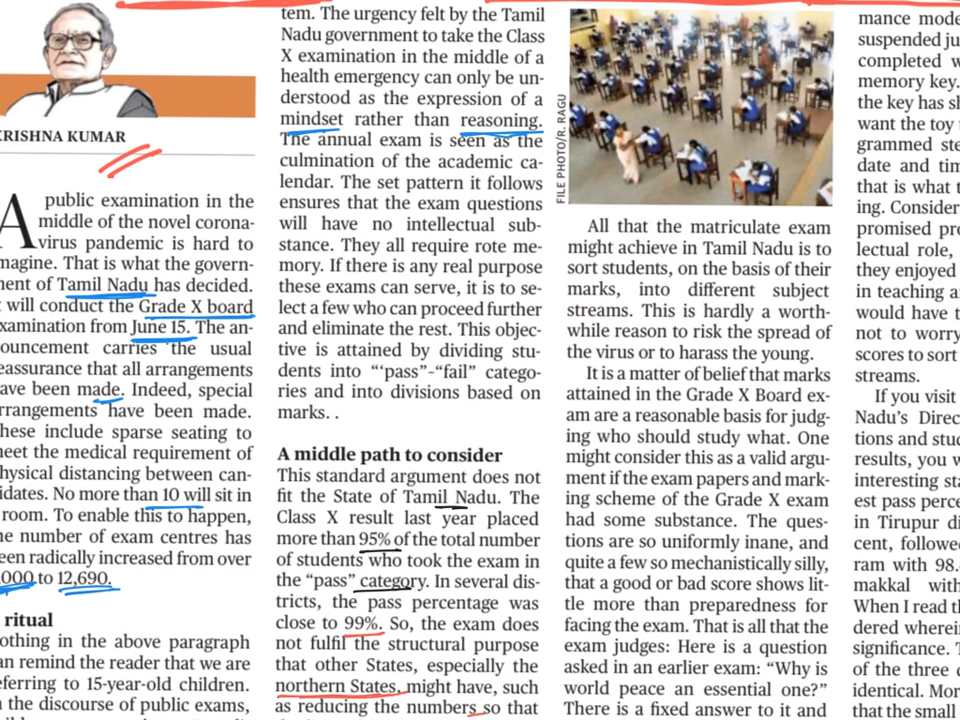 KRISHNA KUMAR
A public examination in the
middle of the novel corona-
virus pandemic is hard to
imagine. That is what the govern-
ment of Tamil Nadu has decided.
It will conduct the Grade X board
examination from June 15. The an-
nouncement carries the usual
reassurance that all arrangements
have been made. Indeed, special
arrangements have been made.
These include sparse seating to
meet the medical requirement of
physical distancing between can-
didates. No more than 10 will sit in
room. To enable this to happen,
the number of exam centres has
been radically increased from over
,000 to 12,690.
ritual
Nothing in the above paragraph
can remind the reader that we are
referring to 15-year-old children.
the discourse of public exams,
tem. The urgency felt by the Tamil
Nadu government to take the Class
X examination in the middle of a
health emergency can only be un-
derstood as the expression of a
mindset rather than reasoning.
The annual exam is seen as the
culmination of the academic ca-
lendar. The set pattern it follows
ensures that the exam questions
will have no intellectual sub-
stance. They all require rote me-
mory. If there is any real purpose
these exams can serve, it is to se-
lect a few who can proceed further
and eliminate the rest. This objec-
tive is attained by dividing stu-
dents into “‘pass”-“fail” catego-
ries and into divisions based on
marks. .
A middle path to consider
This standard argument does not
fit the State of Tamil Nadu. The
Class X result last year placed
more than 95% of the total number
of students who took the exam in
the “pass” category. In several dis-
tricts, the pass percentage was
close to 99%. So, the exam does
not fulfil the structural purpose
that other States, especially the
northern States, might have, such
as reducing the numbers so that
FILE PHOTO/R. RAGU
All that the matriculate exam
might achieve in Tamil Nadu is to
sort students, on the basis of their
marks, into different subject
streams. This is hardly a worth-
while reason to risk the spread of
the virus or to harass the young.
It is a matter of belief that marks
attained in the Grade X Board ex-
am are a reasonable basis for judg-
ing who should study what. One
might consider this as a valid argu-
ment if the exam papers and mark-
ing scheme of the Grade X exam
had some substance. The ques-
tions are so uniformly inane, and
quite a few so mechanistically silly,
that a good or bad score shows lit-
tle more than preparedness for
facing the exam. That is all that the
exam judges: Here is a question
asked in an earlier exam: “Why is
world peace an essential one?”
There is a fixed answer to it and
mance mode
suspended ju
completed w
memory key.
the key has sh
want the toy t
grammed ste
date and tim
that is what t
ing. Consider
promised pro
lectual role,
they enjoyed
in teaching a
would have t
not to worry
scores to sort
streams.
If you visit
Nadu’s Direc
tions and stud
results, you w
interesting sta
est pass perce
in Tirupur di
cent, followed
ram with 98.
makkal with
When I read th
dered wherein
significance. T
of the three d
identical. Mor
that the small